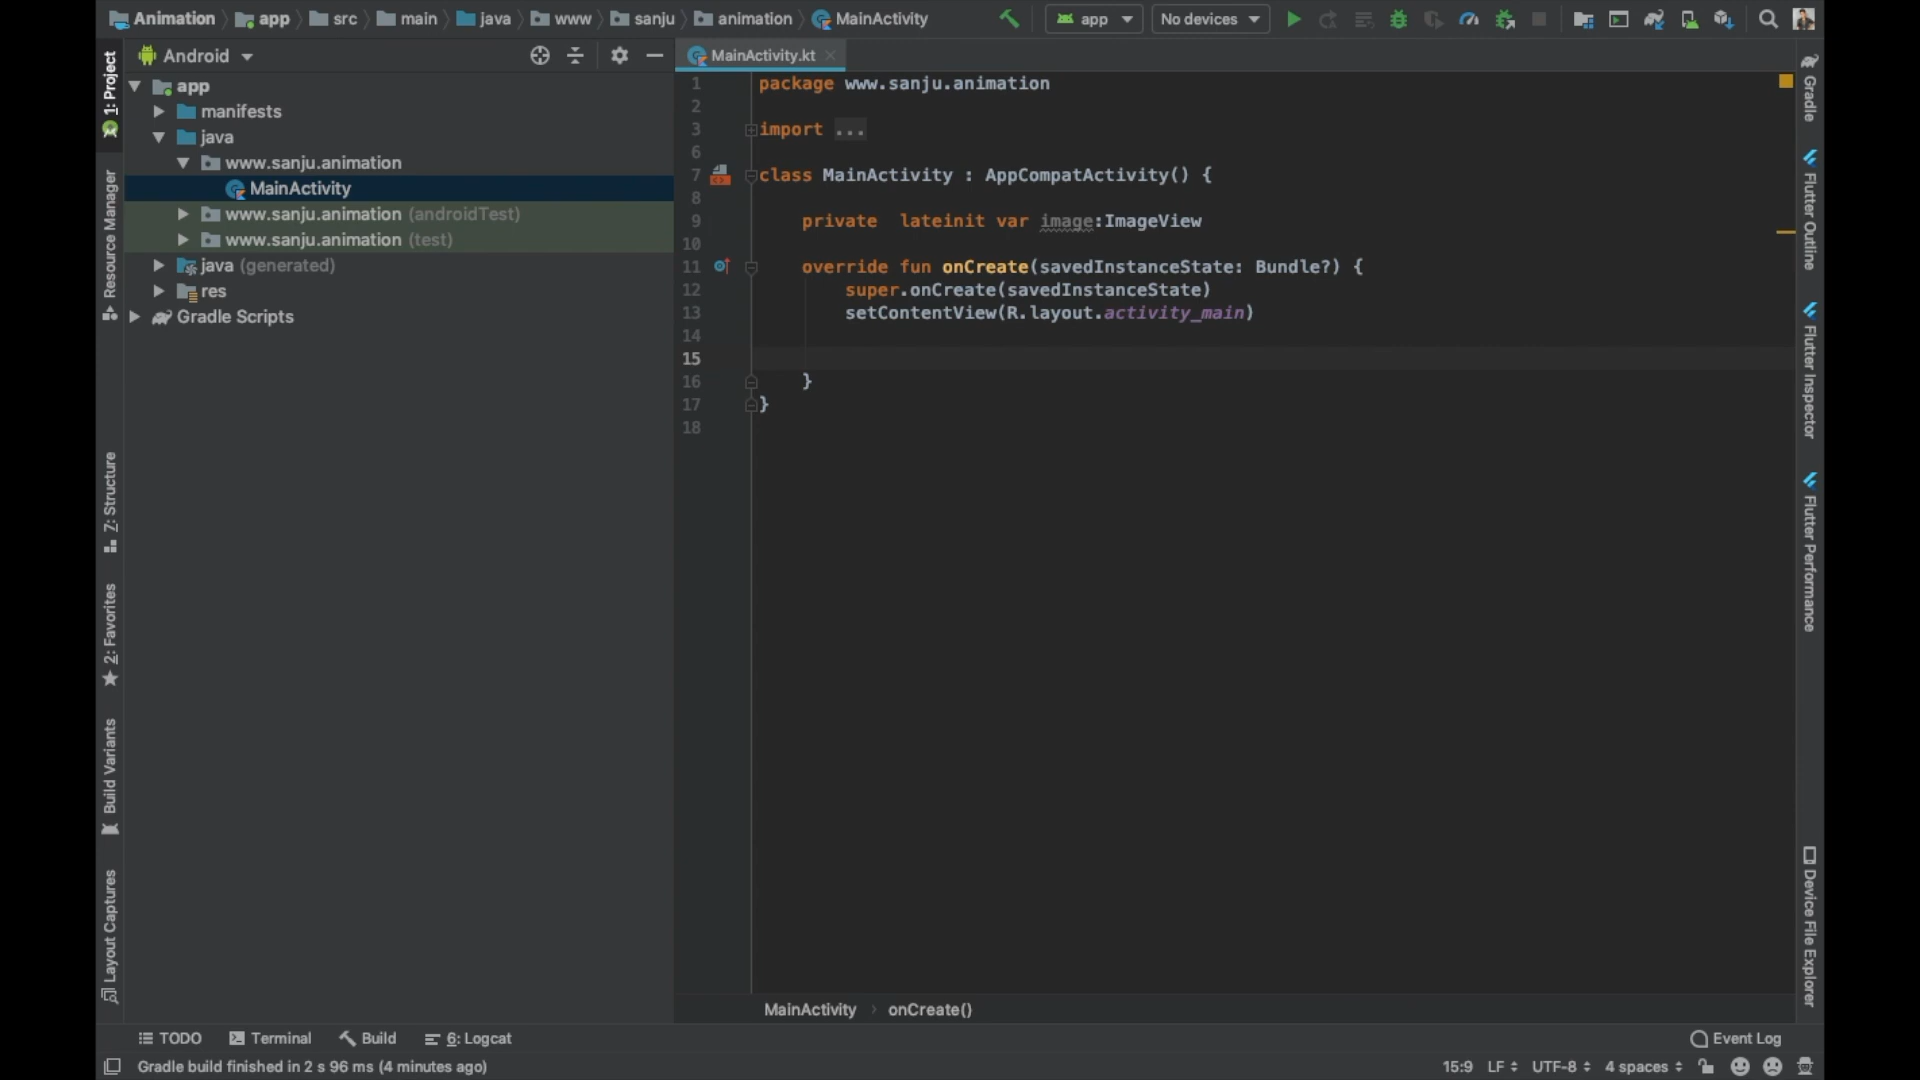 Animation app src main java www sanju animation MainActivity app No devices
Android
MainActivity.kt
app
manifests
java
www.sanju.animation
MainActivity
www.sanju.animation (androidTest)
www.sanju.animation (test)
java (generated)
res
Gradle Scripts
1: Project
Resource Manager
7: Structure
2: Favorites
Build Variants
Layout Captures
1 package www.sanju.animation
2
3 import ...
6
7 class MainActivity : AppCompatActivity() {
8
9 private lateinit var image:ImageView
10
11 override fun onCreate(savedInstanceState: Bundle?) {
12 super.onCreate(savedInstanceState)
13 setContentView(R.layout.activity_main)
14
15
16 }
17 }
18
Gradle
Flutter Outline
Flutter Inspector
Flutter Performance
Device File Explorer
MainActivity onCreate()
TODO Terminal Build 6: Logcat Event Log
Gradle build finished in 2 s 96 ms (4 minutes ago) 15:9 LF UTF-8 4 spaces